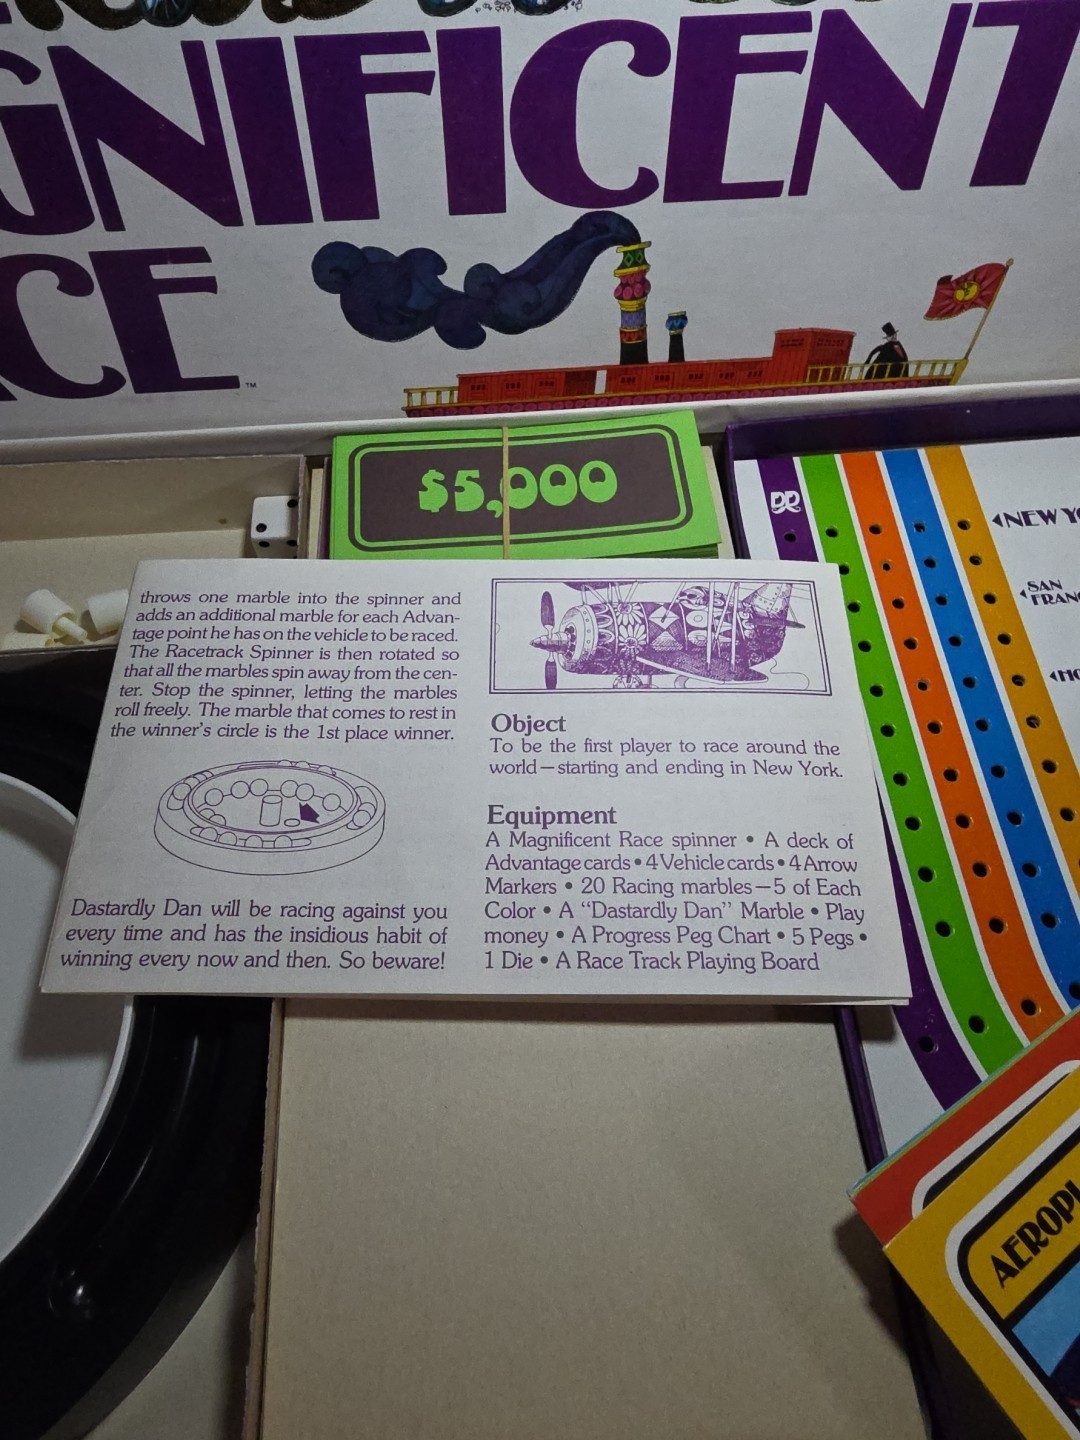 GNIFICENT
CE
™
$5,000
DD
NEW YO
SAN
FRAN
throws one marble into the spinner and
adds an additional marble for each Advan-
tage point he has on the vehicle to be raced.
The Racetrack Spinner is then rotated so
that all the marbles spin away from the cen-
ter. Stop the spinner, letting the marbles
roll freely. The marble that comes to rest in
the winner's circle is the 1st place winner.
Dastardly Dan will be racing against you
every time and has the insidious habit of
winning every now and then. So beware!
Object
To be the first player to race around the
world—starting and ending in New York.
Equipment
A Magnificent Race spinner • A deck of
Advantage cards • 4 Vehicle cards • 4 Arrow
Markers • 20 Racing marbles—5 of Each
Color • A “Dastardly Dan” Marble • Play
money • A Progress Peg Chart • 5 Pegs •
1 Die • A Race Track Playing Board
HO
AEROPL